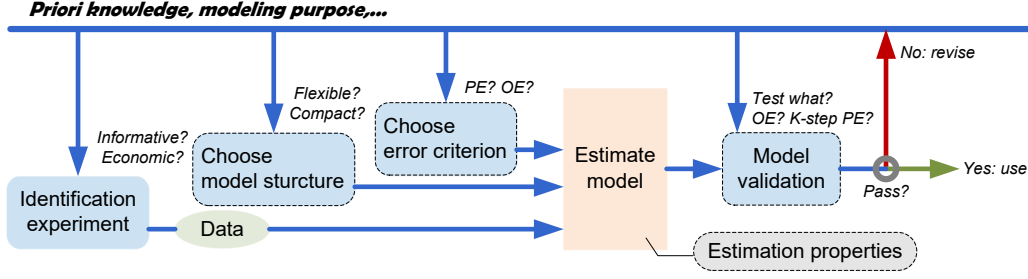 Priori knowledge, modeling purpose,...
No: revise
Flexible?
Compact?
PE? OE?
Test what?
OE? K-step PE?
Informative?
Economic?
Choose
error criterion
Choose
model sturcture
Estimate
model
Model
validation
Yes: use
Pass?
Identification
experiment
Data
Estimation properties